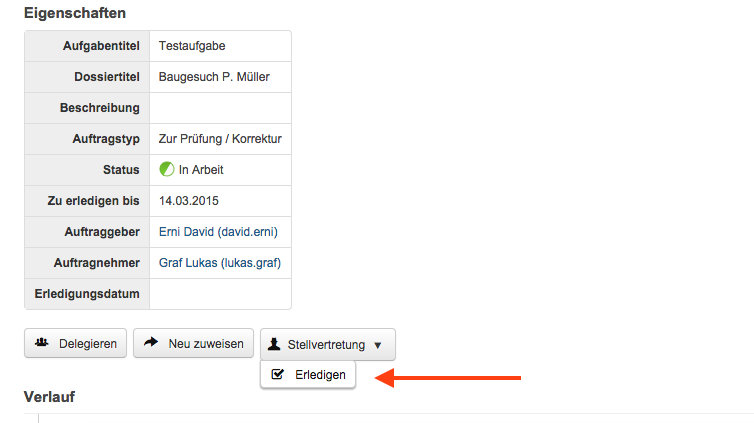 Eigenschaften
Aufgabentitel Testaufgabe
Dossiertitel Baugesuch P. Müller
Beschreibung
Auftragstyp Zur Prüfung / Korrektur
Status In Arbeit
Zu erledigen bis 14.03.2015
Auftraggeber Erni David (david.erni)
Auftragnehmer Graf Lukas (lukas.graf)
Erledigungsdatum
Delegieren Neu zuweisen Stellvertretung ▼
Erledigen
Verlauf